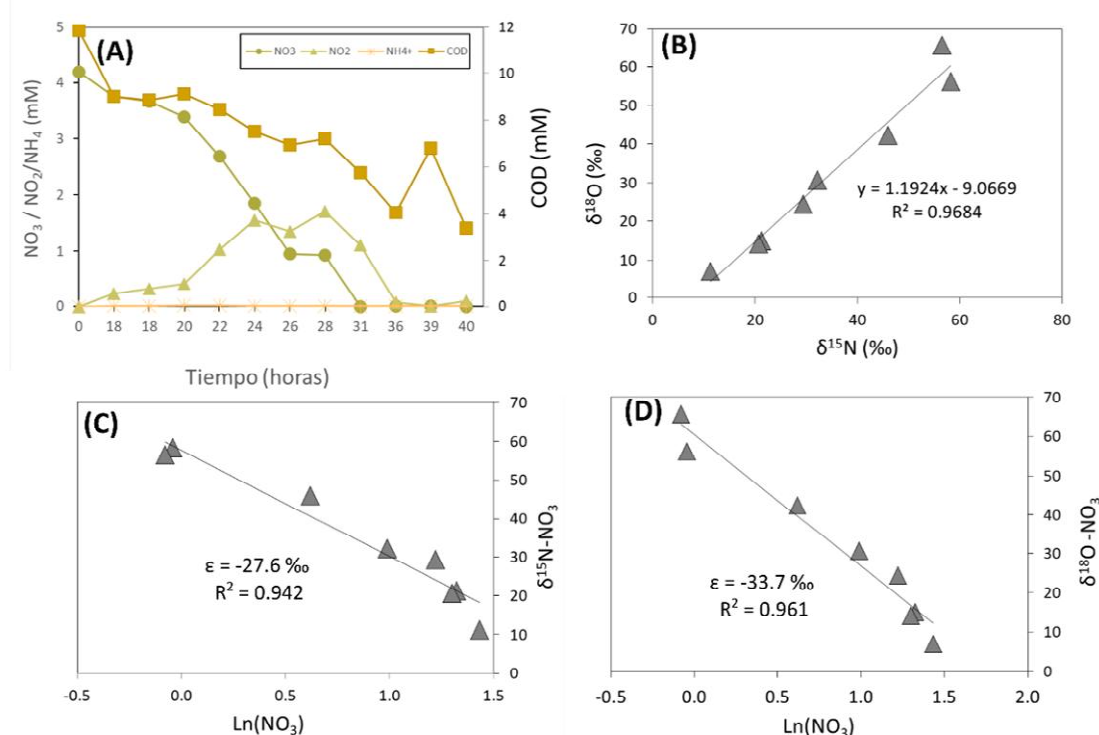 (A)
NO3 NO2 NH4+ COD
5
4
3
2
1
0
NO₃ / NO₂/NH₄ (mM)
12
10
8
6
4
2
0
COD (mM)
0 18 18 20 22 24 26 28 31 36 39 40
Tiempo (horas)
(B)
70
60
50
40
30
20
10
0
δ¹⁸O (‰)
y = 1.1924x - 9.0669
R² = 0.9684
0 20 40 60 80
δ¹⁵N (‰)
(C)
70
60
50
40
30
20
10
0
δ¹⁵N-NO₃
ε = -27.6 ‰
R² = 0.942
-0.5 0.0 0.5 1.0 1.5
Ln(NO₃)
(D)
70
60
50
40
30
20
10
0
δ¹⁸O -NO₃
ε = -33.7 ‰
R² = 0.961
-0.5 0.0 0.5 1.0 1.5 2.0
Ln(NO₃)